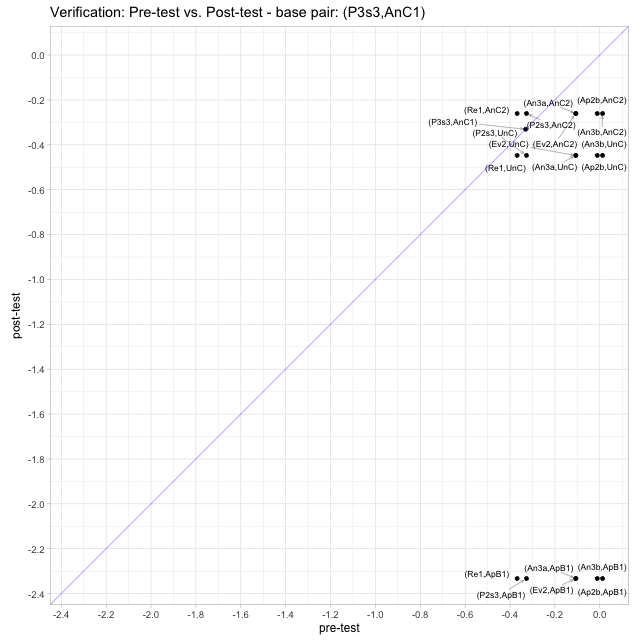 Verification: Pre-test vs. Post-test - base pair: (P3s3,AnC1)
0.0
-0.2
-0.4
-0.6
-0.8
-1.0
-1.2
-1.4
-1.6
-1.8
-2.0
-2.2
-2.4
post-test
(Re1,AnC2)
(An3a,AnC2)
(Ap2b,AnC2)
(P3s3,AnC1)
(P2s3,AnC2)
(P2s3,UnC)
(An3b,AnC2)
(Ev2,UnC)
(Ev2,AnC2)
(An3b,UnC)
(Re1,UnC)
(An3a,UnC)
(Ap2b,UnC)
(Re1,ApB1)
(An3a,ApB1)
(An3b,ApB1)
(P2s3,ApB1)
(Ev2,ApB1)
(Ap2b,ApB1)
-2.4 -2.2 -2.0 -1.8 -1.6 -1.4 -1.2 -1.0 -0.8 -0.6 -0.4 -0.2 0.0
pre-test